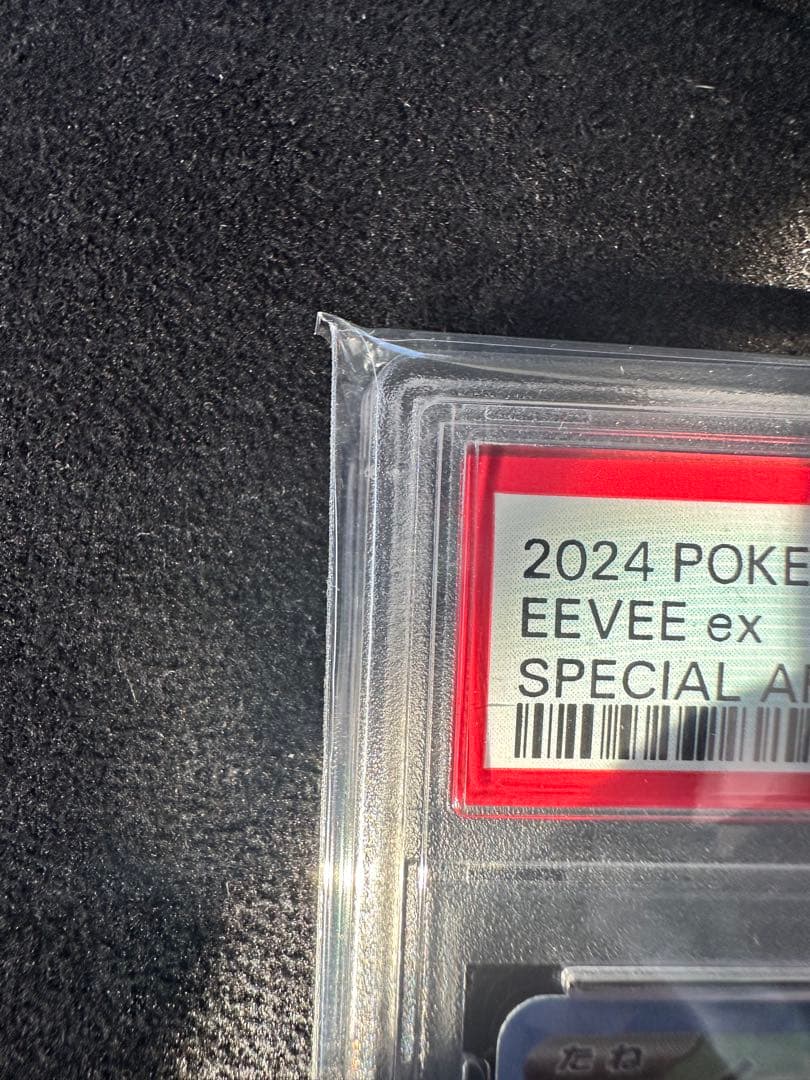 2024 POKE
EEVEE ex
SPECIAL A
たね